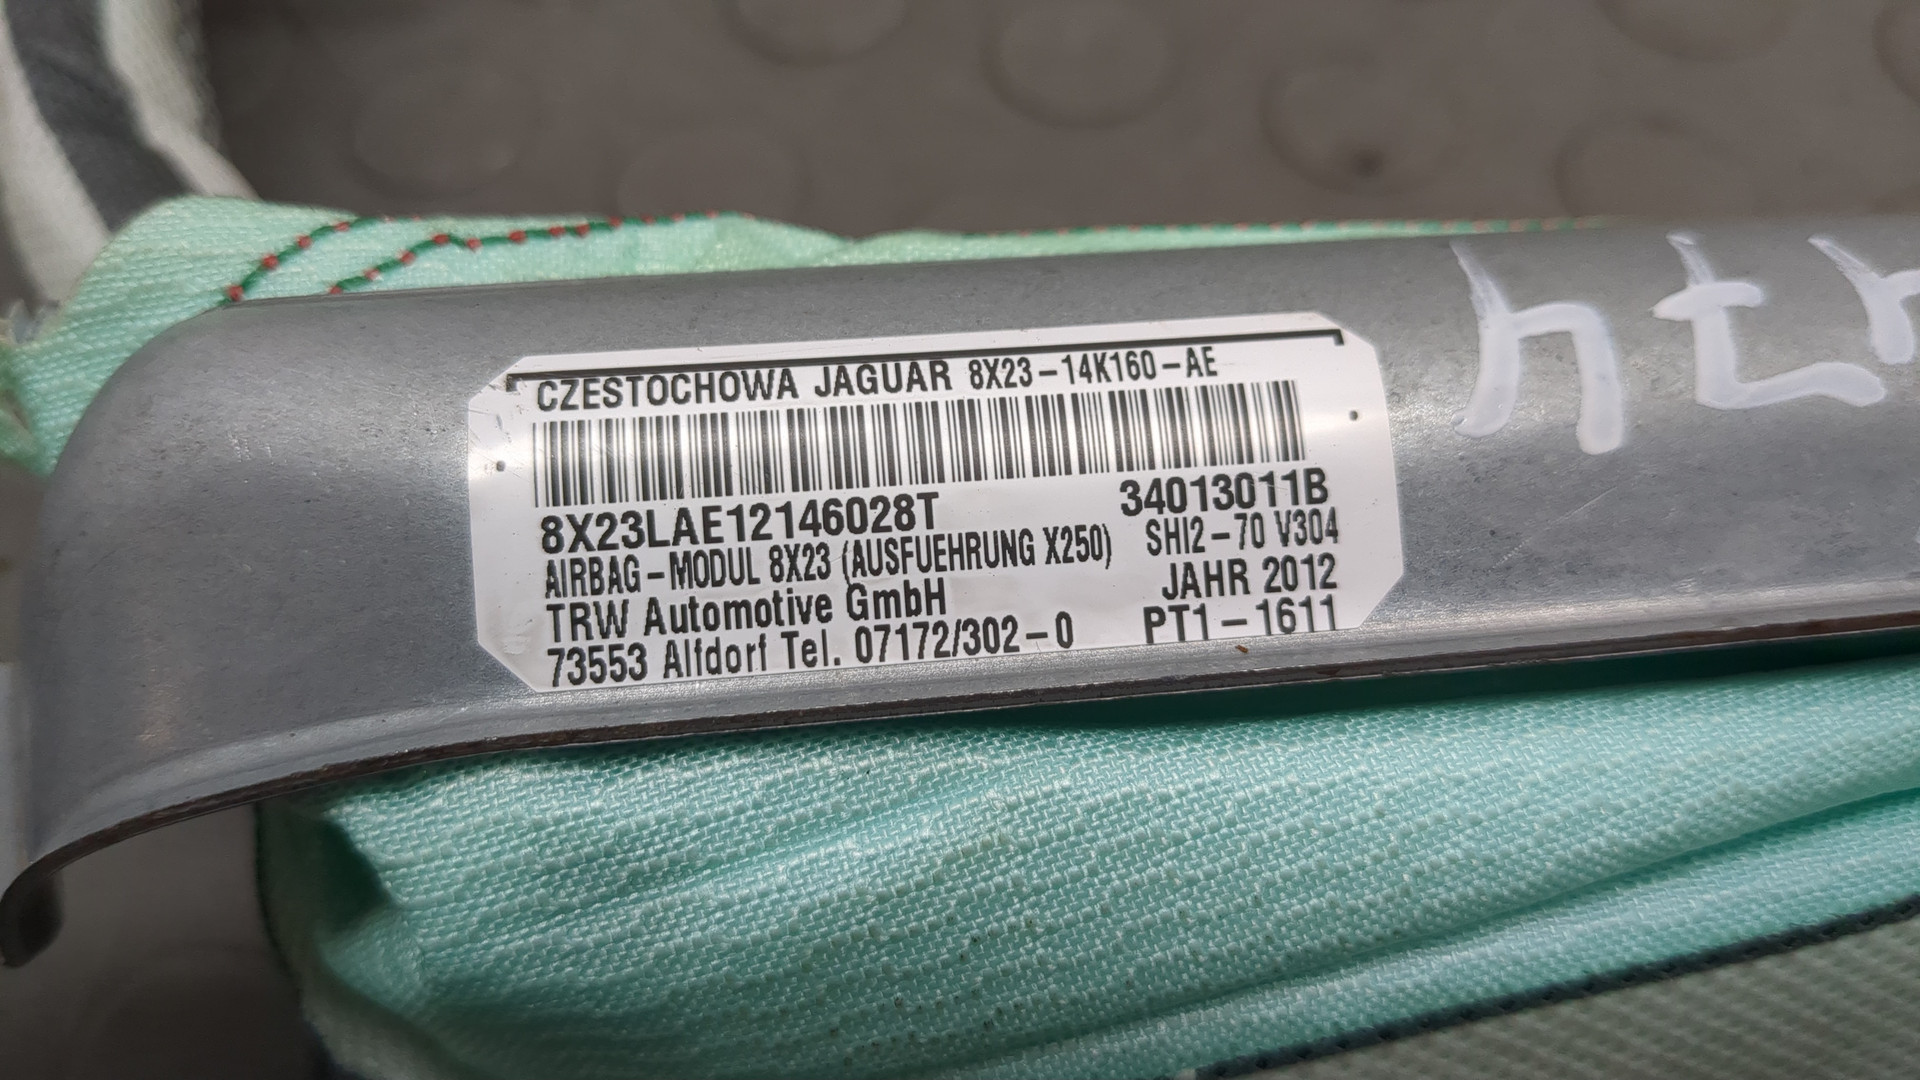 CZESTOCHOWA JAGUAR 8X23-14K160-AE
8X23LAE12146028T 34013011B
AIRBAG-MODUL 8X23 (AUSFUEHRUNG X250) SHI2-70 V304
TRW Automotive GmbH JAHR 2012
73553 Alfdorf Tel. 07172/302-0 PT1-1611